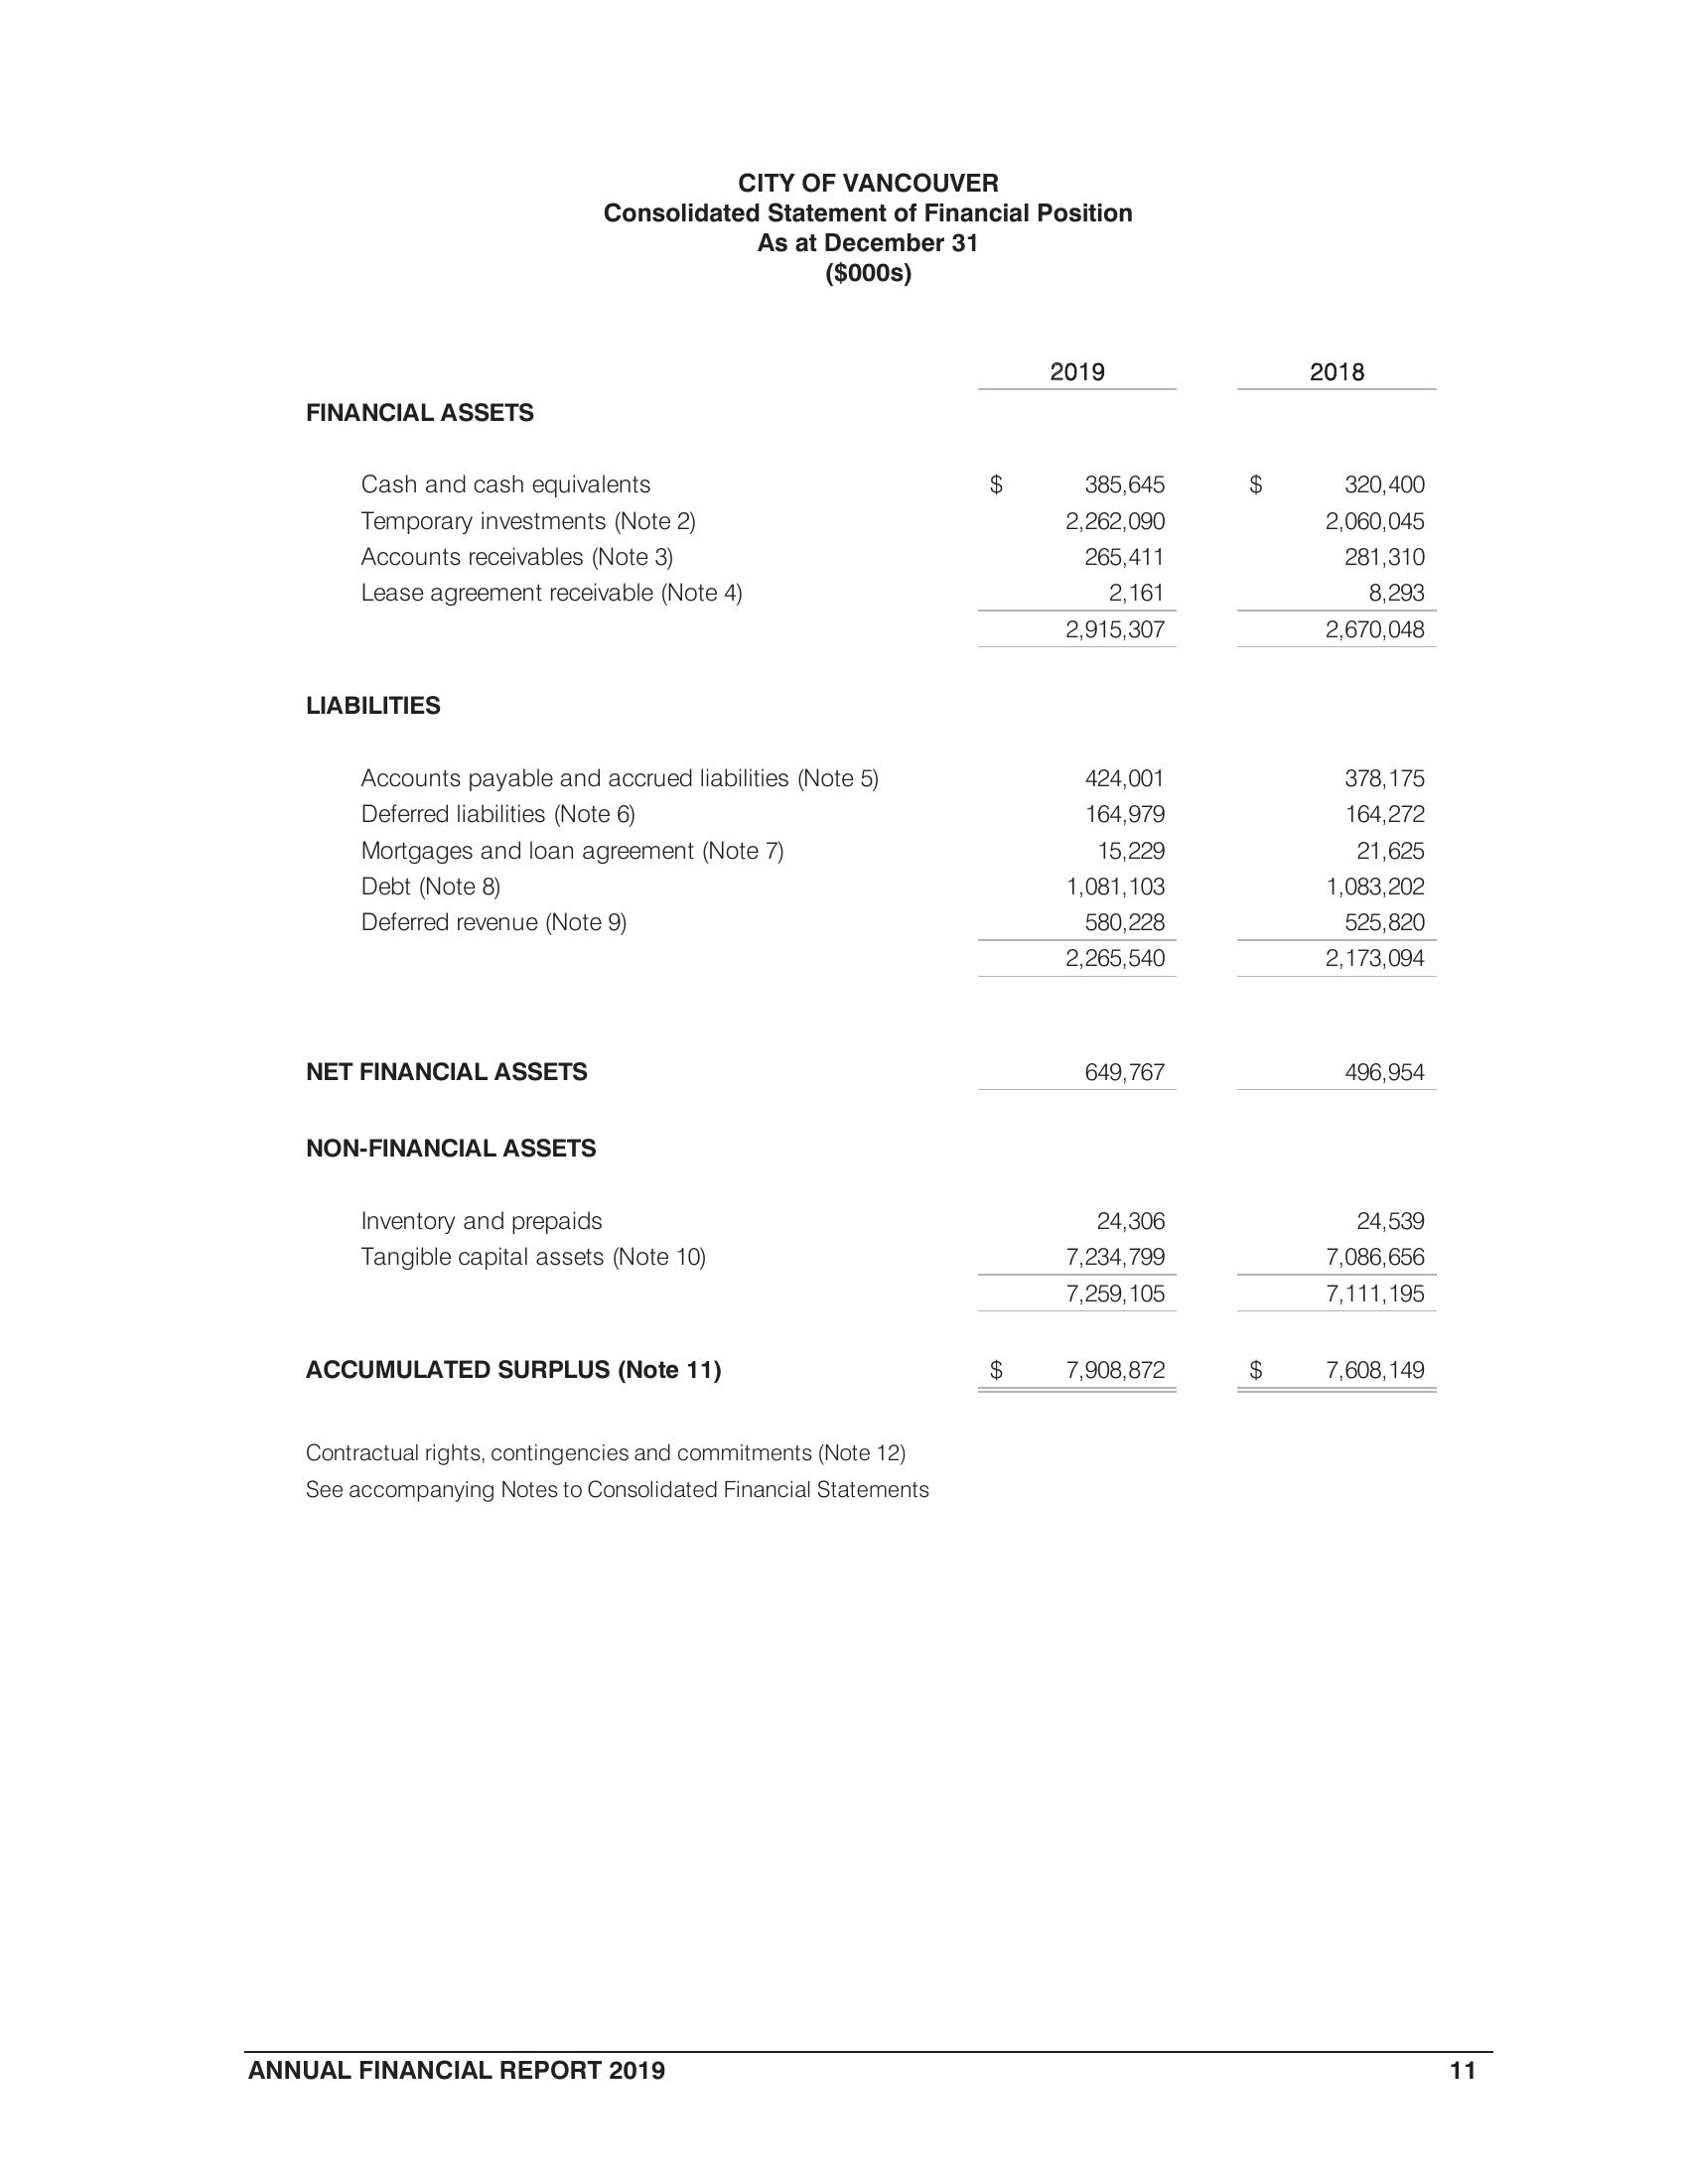 CITY OF VANCOUVER
Consolidated Statement of Financial Position
As at December 31
($000s)
2019 2018
FINANCIAL ASSETS
Cash and cash equivalents $ 385,645 $ 320,400
Temporary investments (Note 2) 2,262,090 2,060,045
Accounts receivables (Note 3) 265,411 281,310
Lease agreement receivable (Note 4) 2,161 8,293
2,915,307 2,670,048
LIABILITIES
Accounts payable and accrued liabilities (Note 5) 424,001 378,175
Deferred liabilities (Note 6) 164,979 164,272
Mortgages and loan agreement (Note 7) 15,229 21,625
Debt (Note 8) 1,081,103 1,083,202
Deferred revenue (Note 9) 580,228 525,820
2,265,540 2,173,094
NET FINANCIAL ASSETS 649,767 496,954
NON-FINANCIAL ASSETS
Inventory and prepaids 24,306 24,539
Tangible capital assets (Note 10) 7,234,799 7,086,656
7,259,105 7,111,195
ACCUMULATED SURPLUS (Note 11) $ 7,908,872 $ 7,608,149
Contractual rights, contingencies and commitments (Note 12)
See accompanying Notes to Consolidated Financial Statements
ANNUAL FINANCIAL REPORT 2019 11